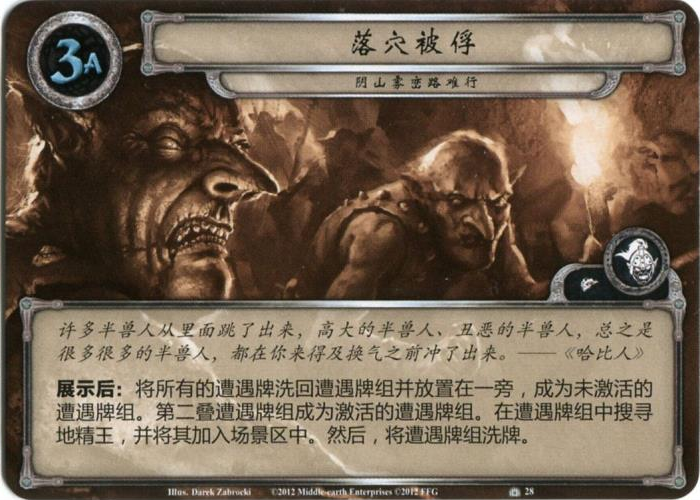 3A
落穴被俘
阴山雾峦路难行
许多半兽人从里面跳了出来，高大的半兽人、丑恶的半兽人，总之是
很多很多的半兽人，都在你来得及换气之前冲了出来。——《哈比人》
展示后：将所有的遭遇牌洗回遭遇牌组并放置在一旁，成为未激活的
遭遇牌组。第二叠遭遇牌组成为激活的遭遇牌组。在遭遇牌组中搜寻
地精王，并将其加入场景区中。然后，将遭遇牌组洗牌。
Illus. Darek Zabrocki ©2012 Middle-earth Enterprises ©2012 FFG 28